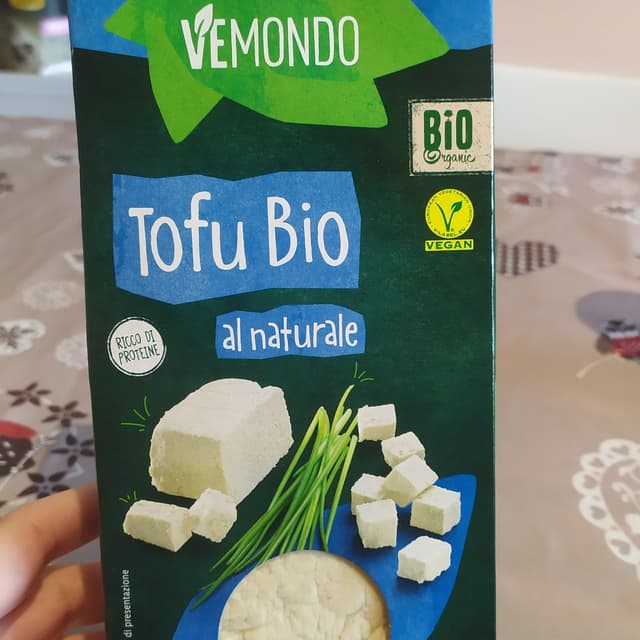 VEMONDO
BiO
Organic
Tofu Bio
VEGAN
al naturale
RICCO DI
PROTEINE
di presentazione